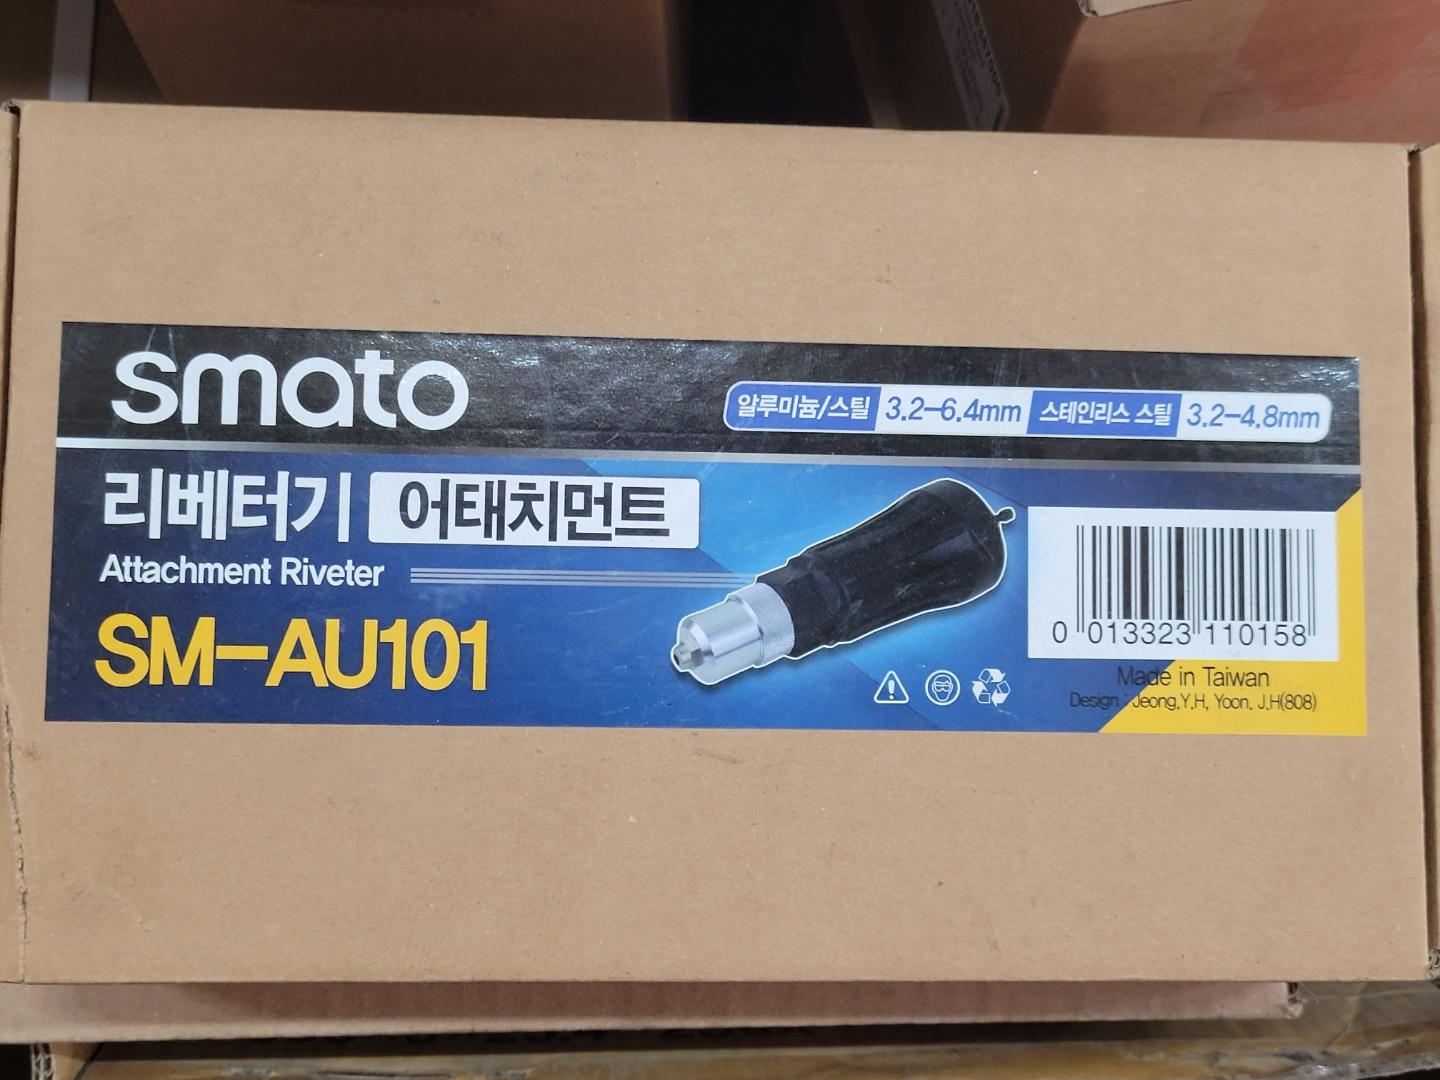 smato
알루미늄/스틸 3.2-6.4mm 스테인리스 스틸 3.2-4.8mm
리베터기 어태치먼트
Attachment Riveter
SM-AU101
0 013323 110158
Made in Taiwan
Design : Jeong.Y.H, Yoon. J.H(808)